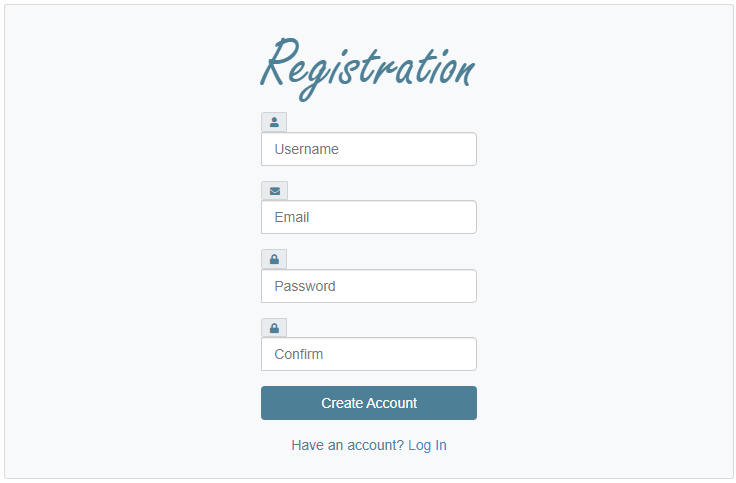 Registration
Username
Email
Password
Confirm
Create Account
Have an account? Log In